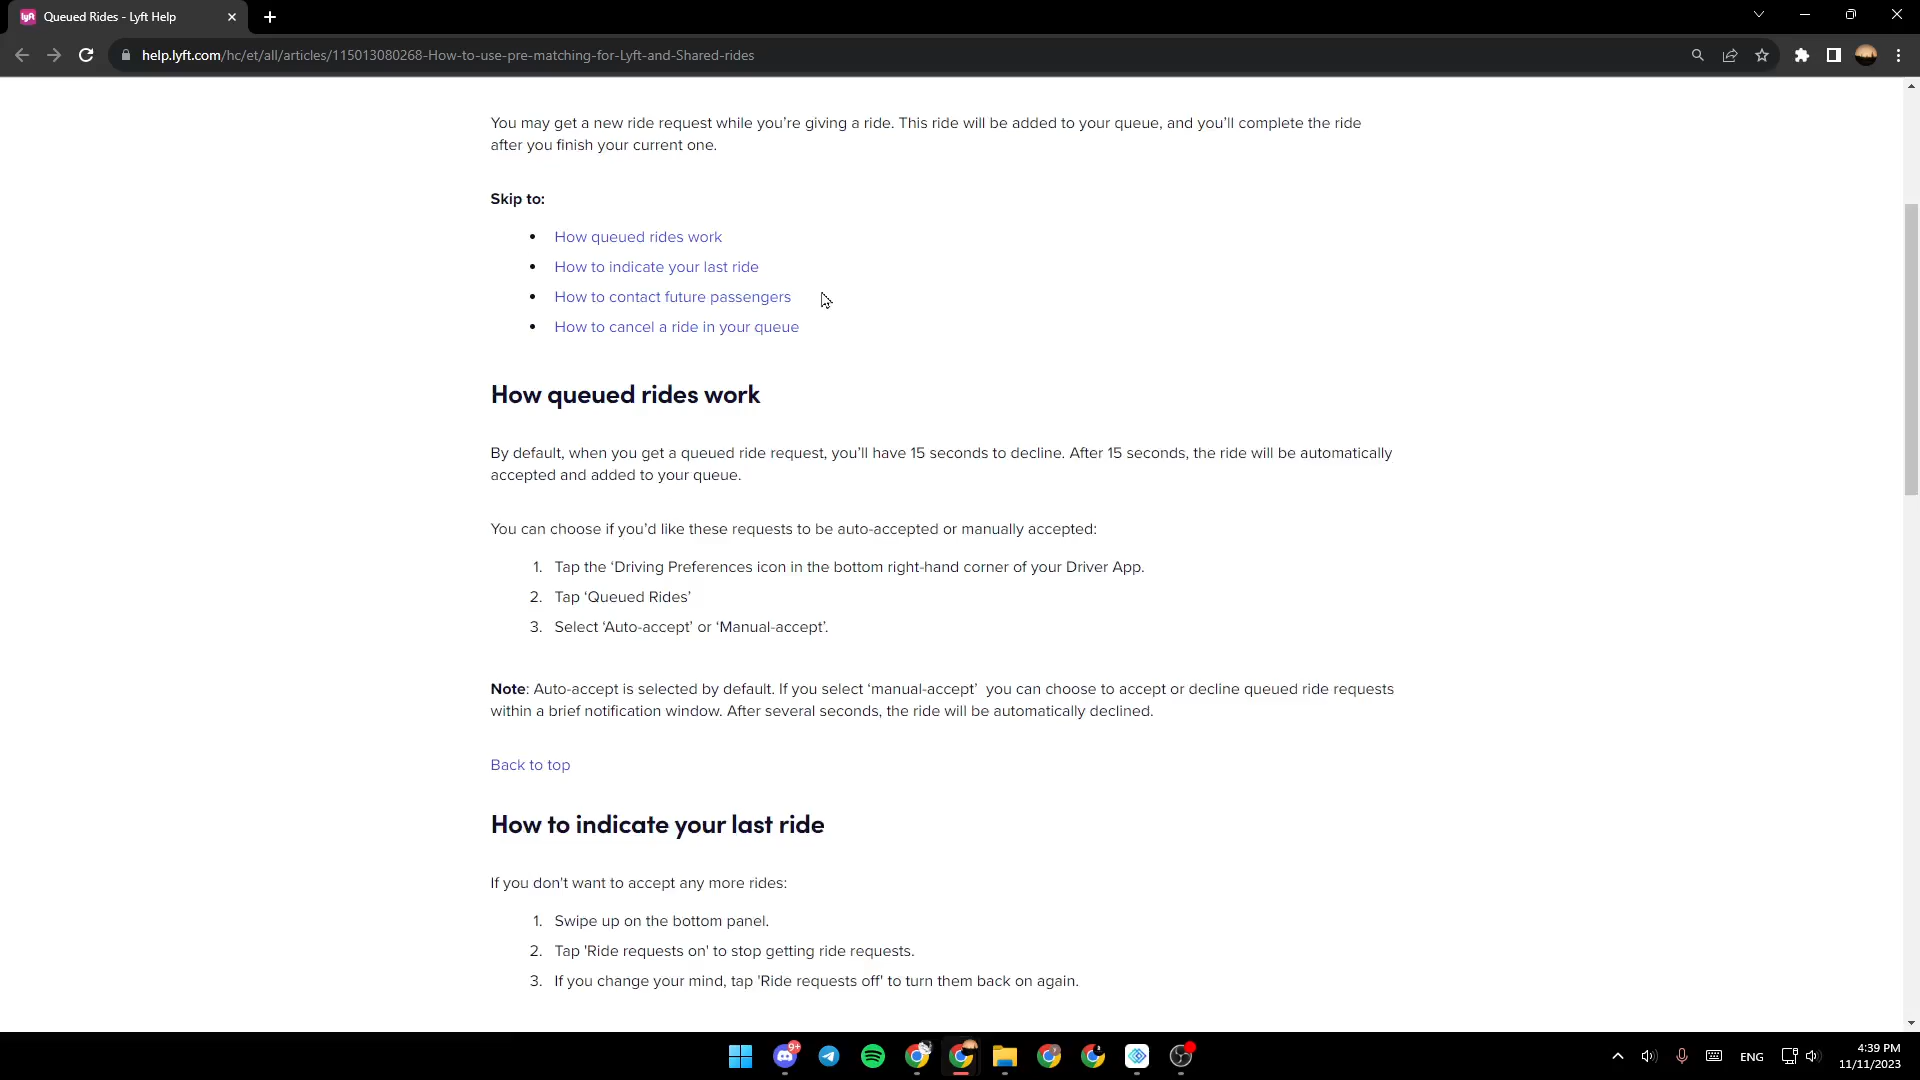 Queued Rides - Lyft Help
help.lyft.com/hc/et/all/articles/115013080268-How-to-use-pre-matching-for-Lyft-and-Shared-rides
You may get a new ride request while you're giving a ride. This ride will be added to your queue, and you'll complete the ride
after you finish your current one.
Skip to:
• How queued rides work
• How to indicate your last ride
• How to contact future passengers
• How to cancel a ride in your queue
How queued rides work
By default, when you get a queued ride request, you'll have 15 seconds to decline. After 15 seconds, the ride will be automatically
accepted and added to your queue.
You can choose if you'd like these requests to be auto-accepted or manually accepted:
1. Tap the ‘Driving Preferences icon in the bottom right-hand corner of your Driver App.
2. Tap ‘Queued Rides’
3. Select ‘Auto-accept’ or ‘Manual-accept’.
Note: Auto-accept is selected by default. If you select ‘manual-accept’ you can choose to accept or decline queued ride requests
within a brief notification window. After several seconds, the ride will be automatically declined.
Back to top
How to indicate your last ride
If you don't want to accept any more rides:
1. Swipe up on the bottom panel.
2. Tap 'Ride requests on' to stop getting ride requests.
3. If you change your mind, tap 'Ride requests off' to turn them back on again.
9+
ENG
4:39 PM
11/11/2023